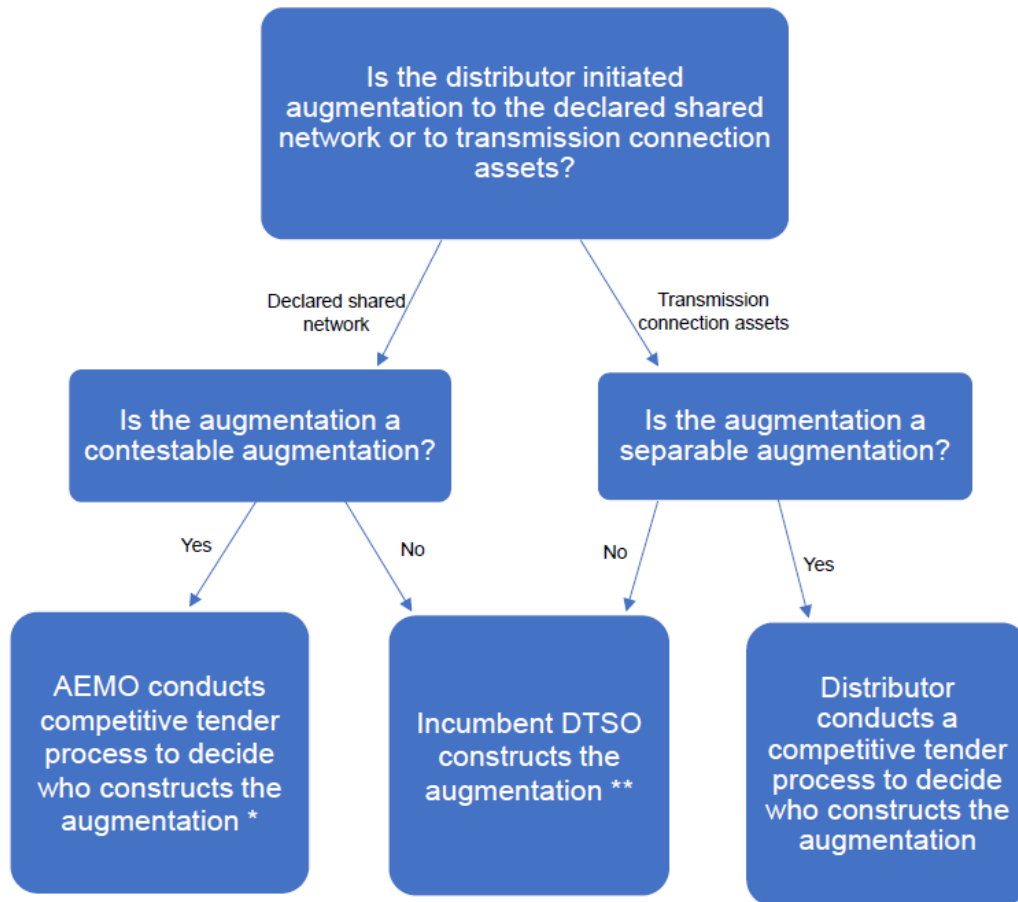 Is the distributor initiated
augmentation to the declared shared
network or to transmission connection
assets?
Declared shared
network
Transmission
connection assets
Is the augmentation a
contestable augmentation?
Is the augmentation a
separable augmentation?
Yes
No
No
Yes
AEMO conducts
competitive tender
process to decide
who constructs the
augmentation *
Incumbent DTSO
constructs the
augmentation **
Distributor
conducts a
competitive tender
process to decide
who constructs the
augmentation